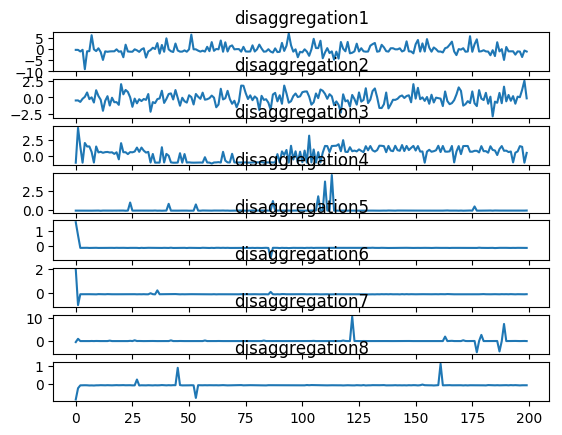 disaggregation1
5
0
−5
−10
disaggregation2
2.5
0.0
−2.5
disaggregation3
2.5
0.0
disaggregation4
2.5
0.0
disaggregation5
1
0
disaggregation6
2
0
disaggregation7
10
0
disaggregation8
1
0
0 25 50 75 100 125 150 175 200